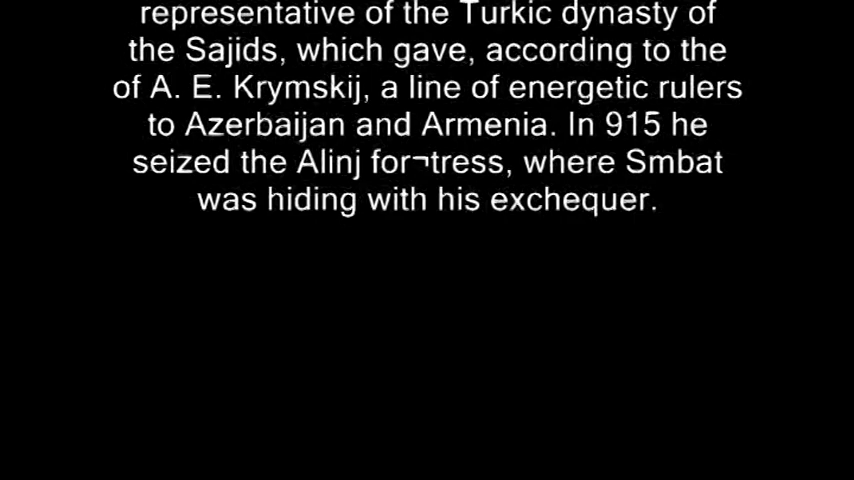 representative of the Turkic dynasty of
the Sajids, which gave, according to the
of A. E. Krymskij, a line of energetic rulers
to Azerbaijan and Armenia. In 915 he
seized the Alinj for¬tress, where Smbat
was hiding with his exchequer.